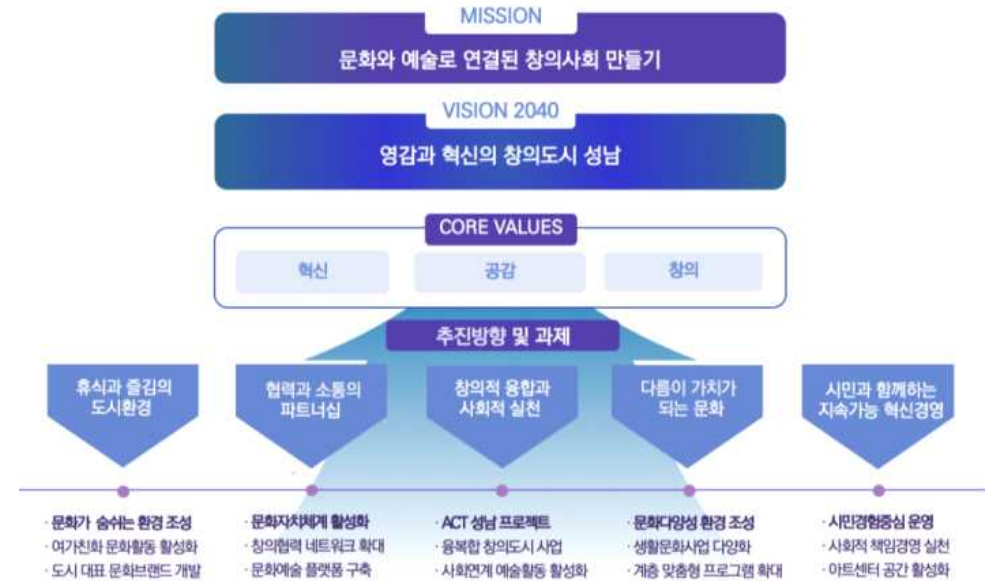 MISSION
문화와 예술로 연결된 창의사회 만들기
VISION 2040
영감과 혁신의 창의도시 성남
CORE VALUES
혁신
공감
창의
추진방향 및 과제
휴식과 즐김의
도시환경
협력과 소통의
파트너십
창의적 융합과
사회적 실천
다름이 가치가
되는 문화
시민과 함께하는
지속가능 혁신경영
· 문화가 숨쉬는 환경 조성
· 여가친화 문화활동 활성화
· 도시 대표 문화브랜드 개발
· 문화자치체계 활성화
· 창의협력 네트워크 확대
· 문화예술 플랫폼 구축
· ACT 성남 프로젝트
· 융복합 창의도시 사업
· 사회연계 예술활동 활성화
· 문화다양성 환경 조성
· 생활문화사업 다양화
· 계층 맞춤형 프로그램 확대
· 시민경험중심 운영
· 사회적 책임경영 실천
· 아트센터 공간 활성화